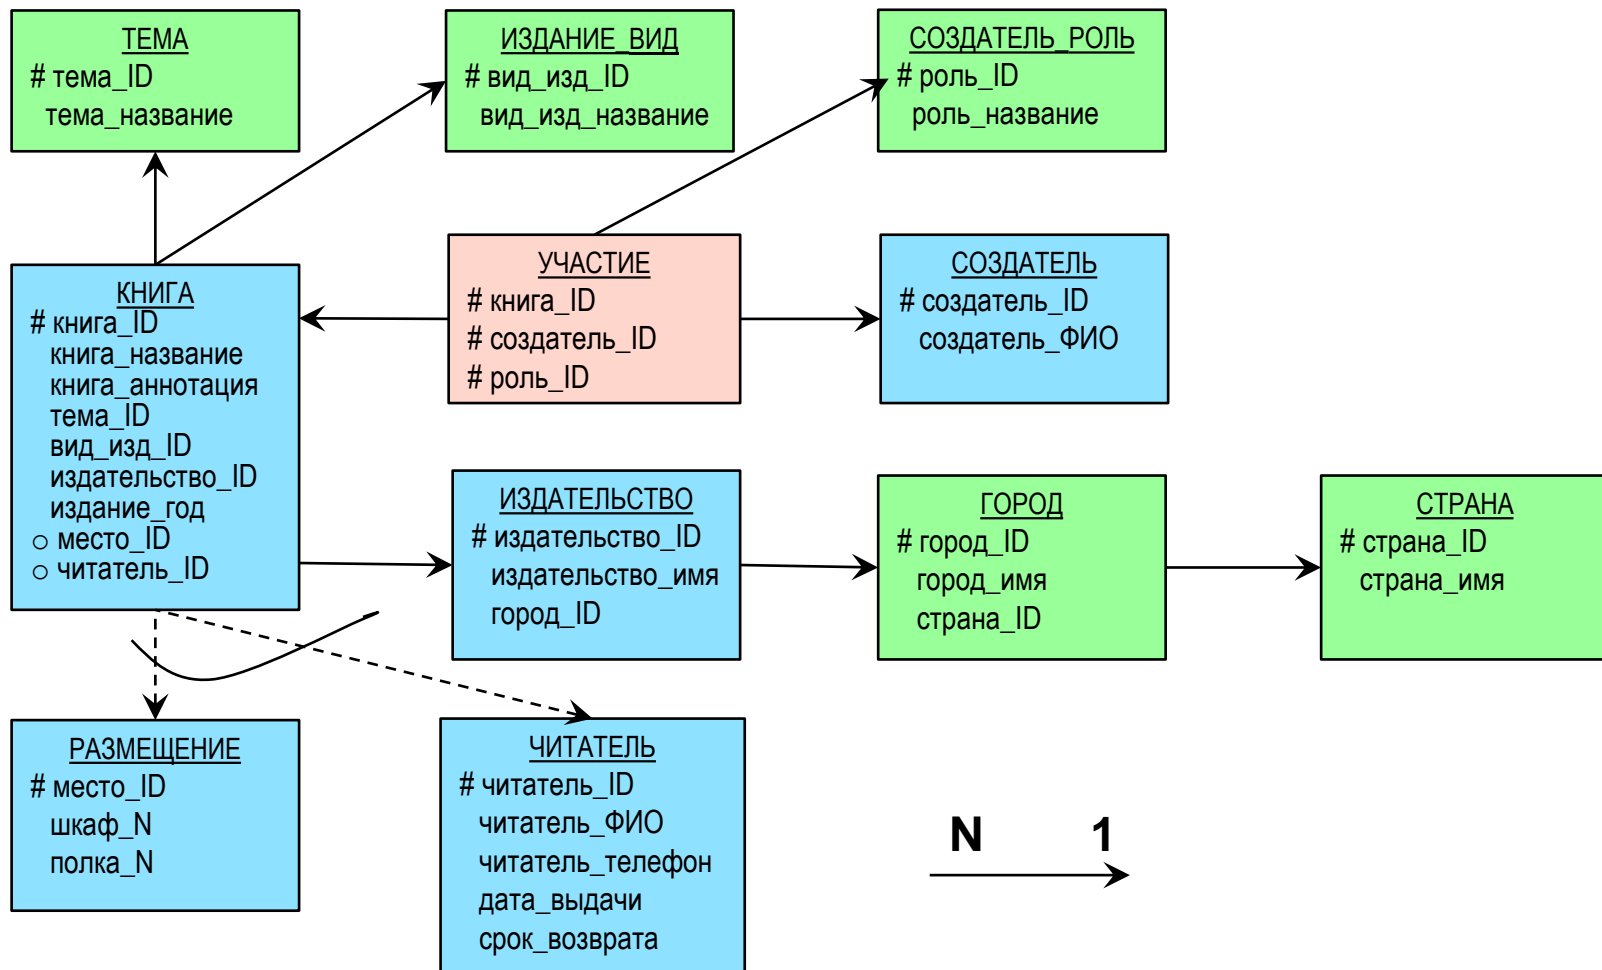 ТЕМА
# тема_ID
тема_название
ИЗДАНИЕ_ВИД
# вид_изд_ID
вид_изд_название
СОЗДАТЕЛЬ_РОЛЬ
# роль_ID
роль_название
КНИГА
# книга_ID
книга_название
книга_аннотация
тема_ID
вид_изд_ID
издательство_ID
издание_год
○ место_ID
○ читатель_ID
УЧАСТИЕ
# книга_ID
# создатель_ID
# роль_ID
СОЗДАТЕЛЬ
# создатель_ID
создатель_ФИО
ИЗДАТЕЛЬСТВО
# издательство_ID
издательство_имя
город_ID
ГОРОД
# город_ID
город_имя
страна_ID
СТРАНА
# страна_ID
страна_имя
РАЗМЕЩЕНИЕ
# место_ID
шкаф_N
полка_N
ЧИТАТЕЛЬ
# читатель_ID
читатель_ФИО
читатель_телефон
дата_выдачи
срок_возврата
N 1